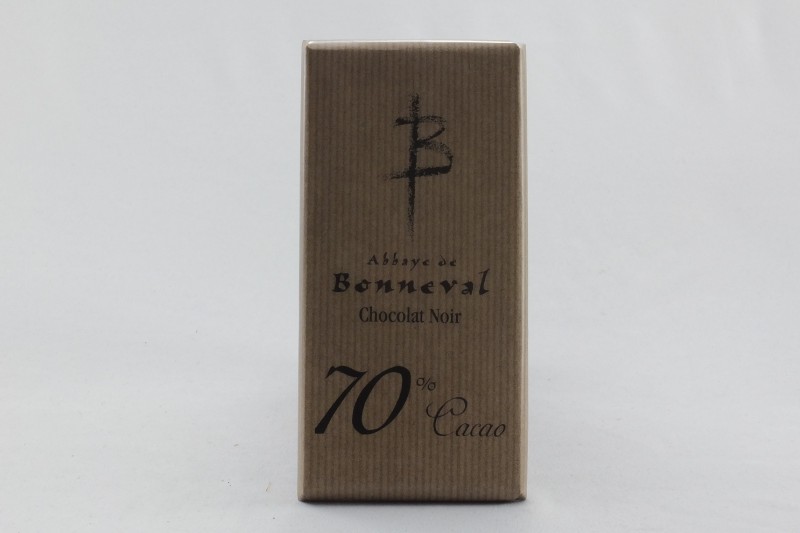 B
Abbaye de
Bonneval
Chocolat Noir
70% Cacao